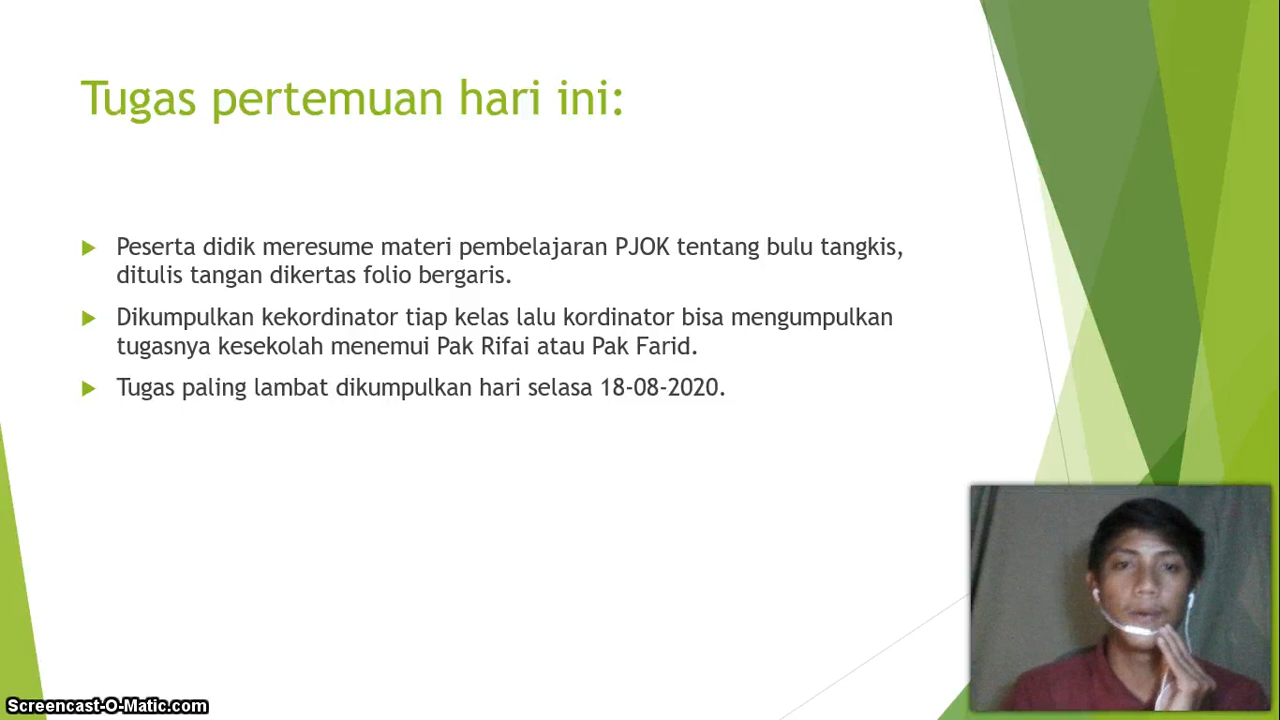 Tugas pertemuan hari ini:
Peserta didik meresume materi pembelajaran PJOK tentang bulu tangkis,
ditulis tangan dikertas folio bergaris.
Dikumpulkan kekordinator tiap kelas lalu kordinator bisa mengumpulkan
tugasnya kesekolah menemui Pak Rifai atau Pak Farid.
Tugas paling lambat dikumpulkan hari selasa 18-08-2020.
Screencast-O-Matic.com